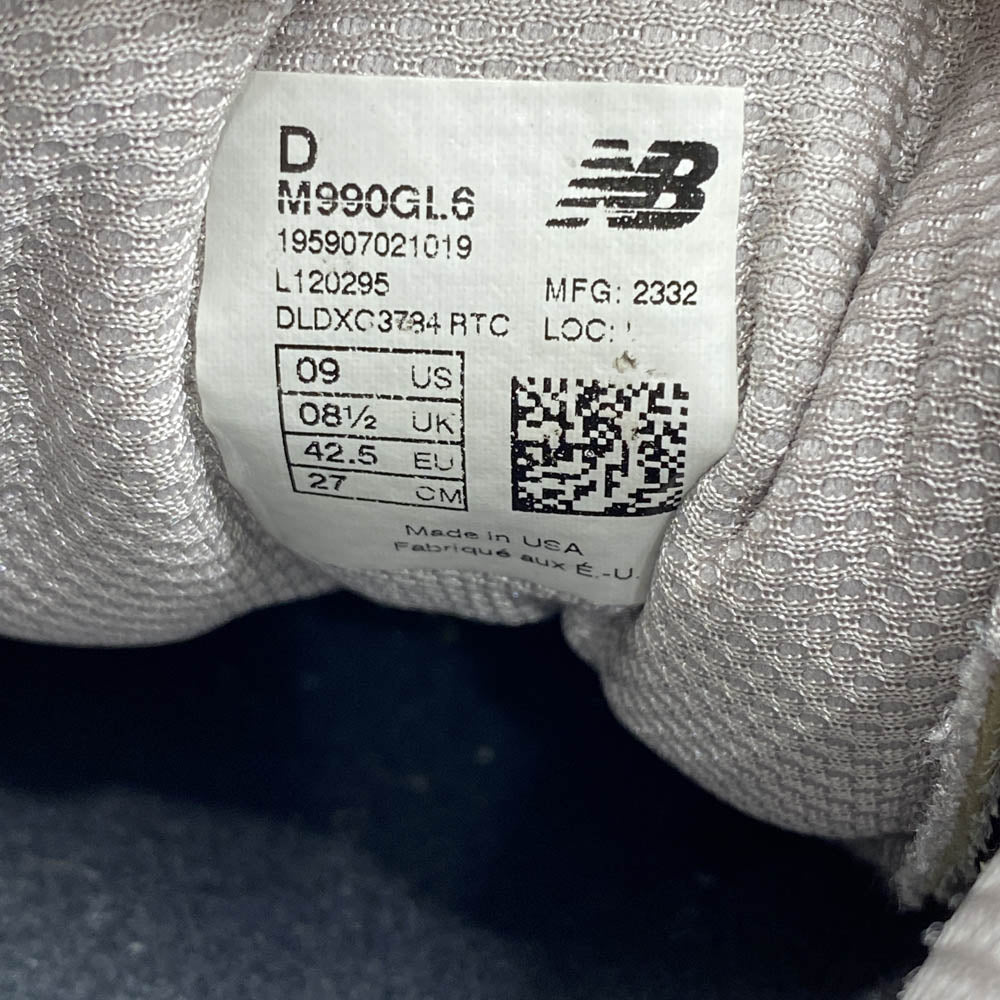 D
NB
M990GL6
195907021019
L120295
MFG: 2332
DLDXC3784 RTC
LOC:
09 US
08½ UK
42.5 EU
27 CM
Made in USA
Fabriqué aux É.-U.